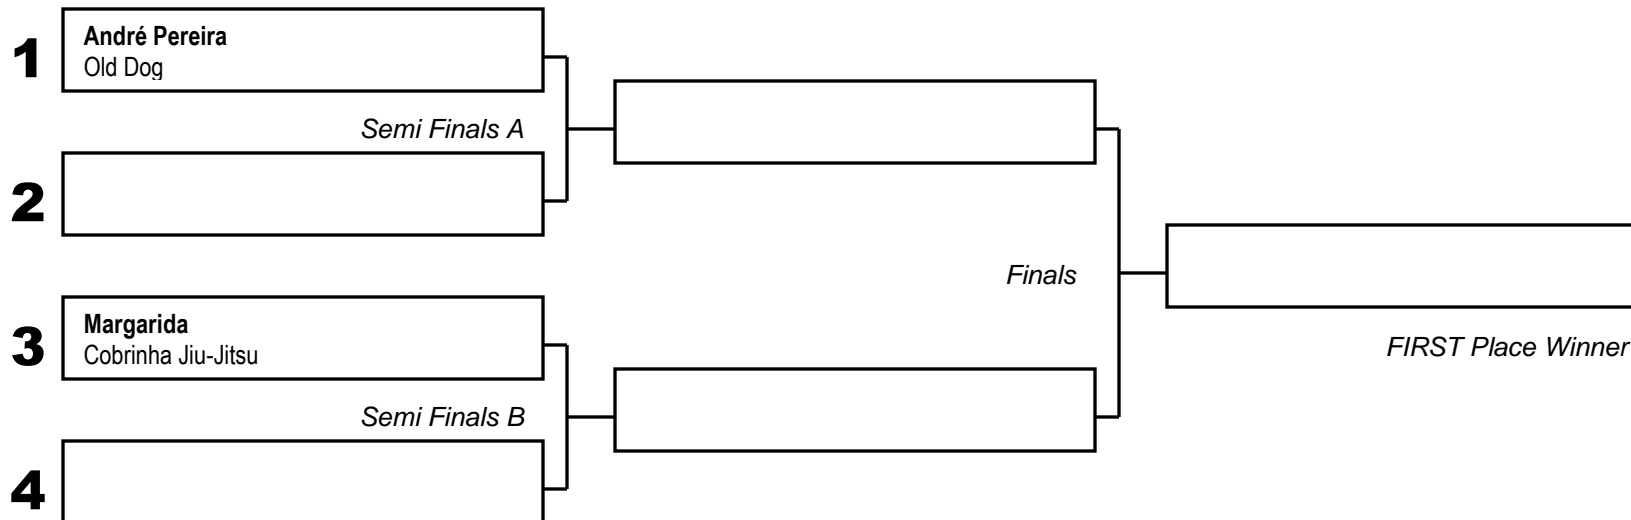 1
André Pereira
Old Dog
Semi Finals A
2
Finals
3
Margarida
Cobrinha Jiu-Jitsu
FIRST Place Winner
Semi Finals B
4